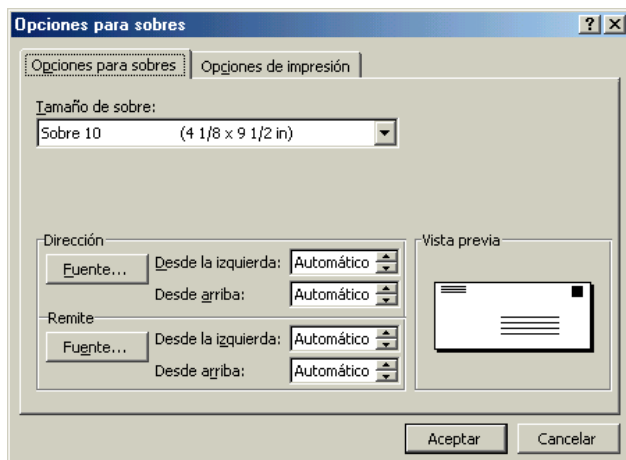 Opciones para sobres
Opciones para sobres Opciones de impresión
Tamaño de sobre:
Sobre 10 (4 1/8 x 9 1/2 in)
Dirección
Fuente... Desde la izquierda: Automático
Desde arriba: Automático
Remite
Fuente... Desde la izquierda: Automático
Desde arriba: Automático
Vista previa
Aceptar Cancelar